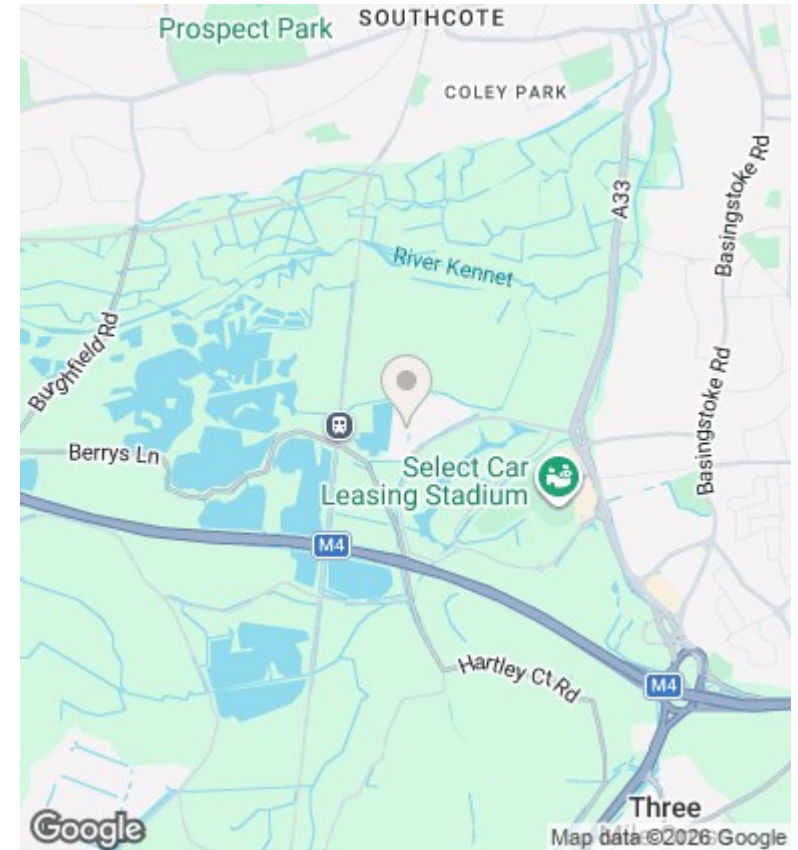 SOUTHCOTE
Prospect Park
COLEY PARK
A33
Basingstoke Rd
River Kennet
Burghfield Rd
Basingstoke Rd
Berrys Ln
Select Car
Leasing Stadium
M4
Hartley Ct Rd
M4
Three
Google
Map data ©2026 Google